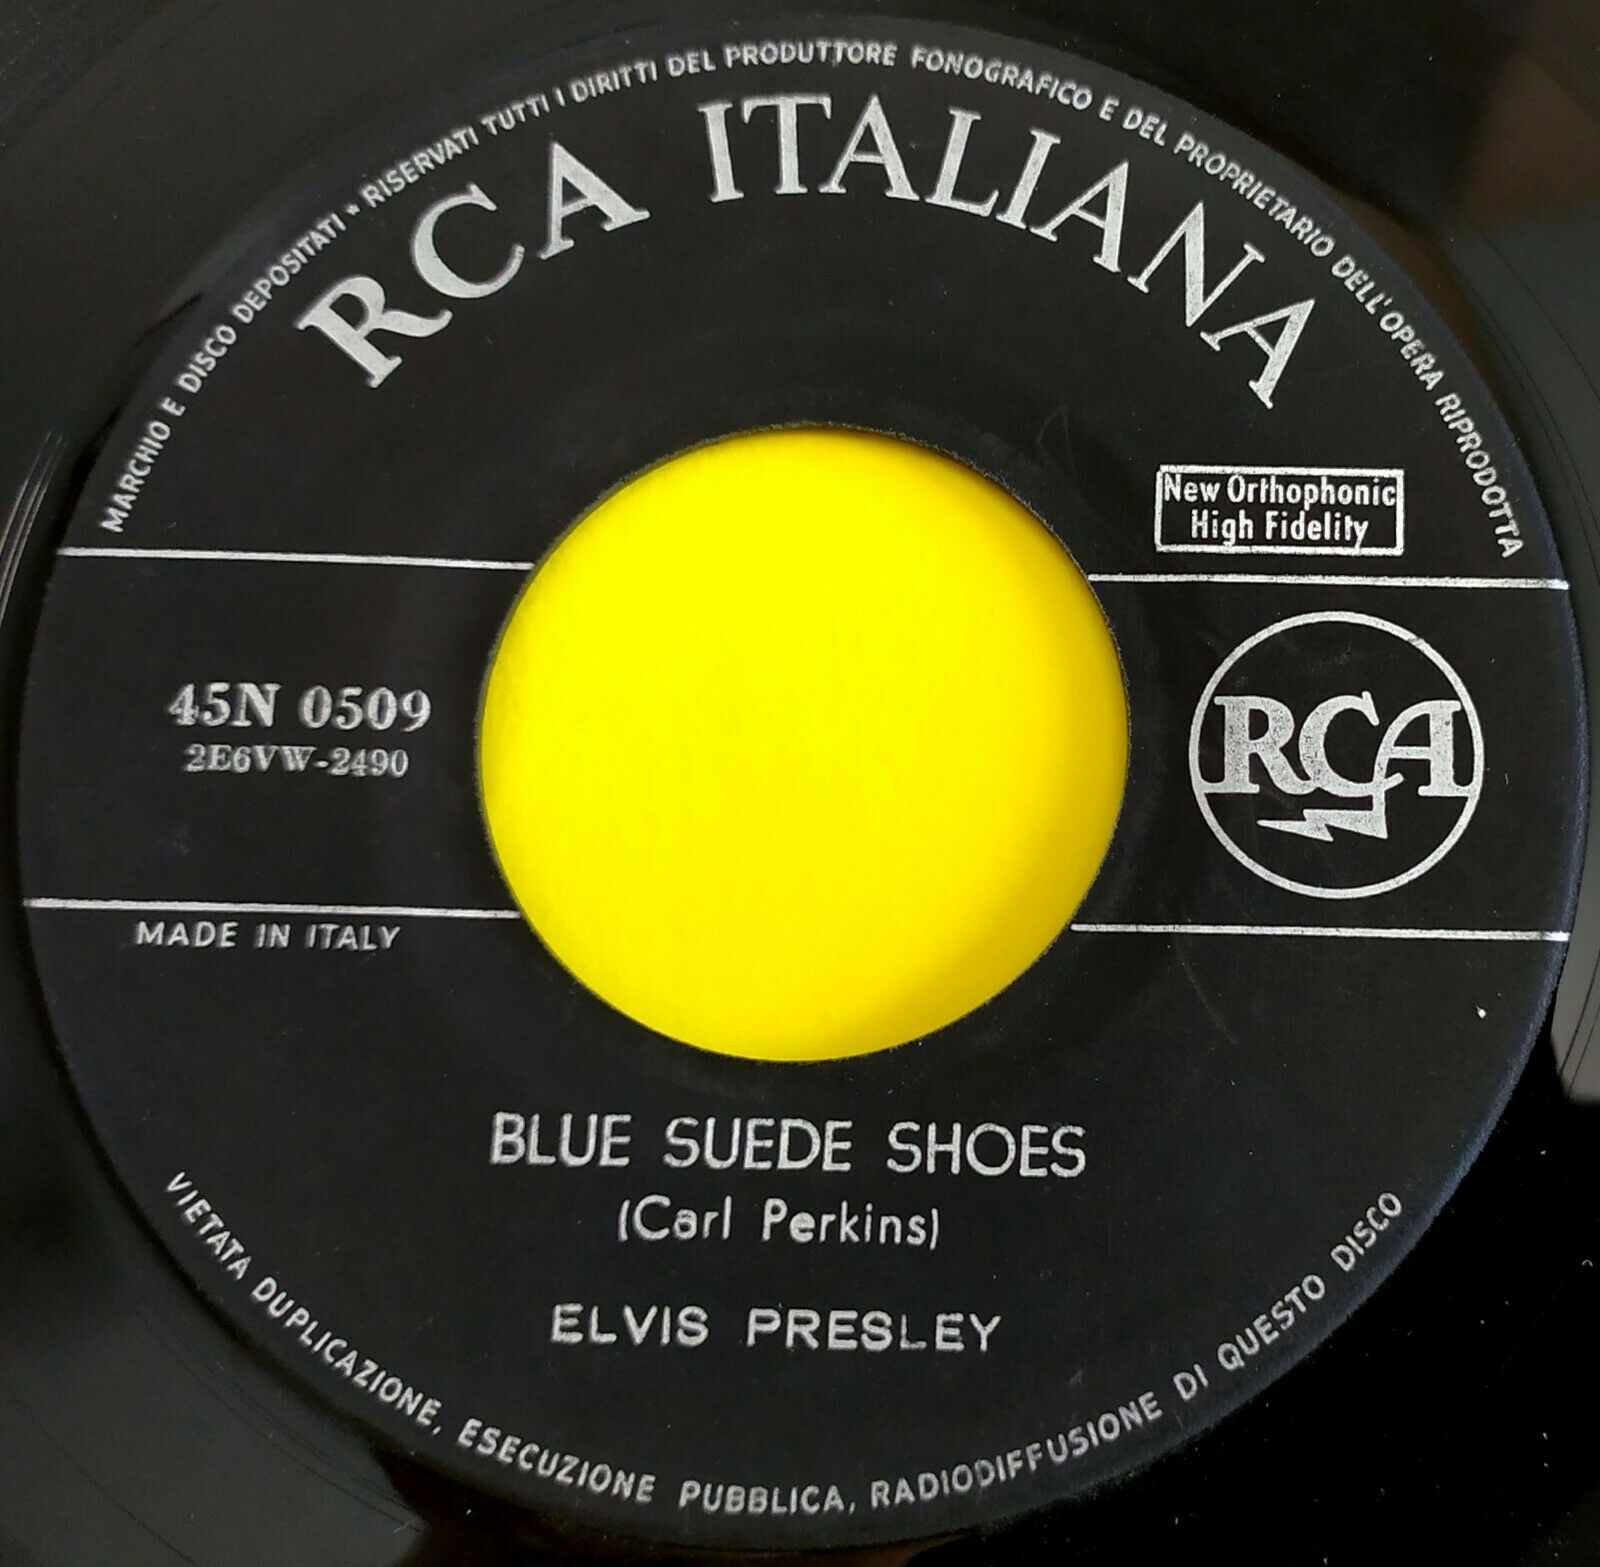 MARCHIO E DISCO DEPOSITATI * RISERVATI TUTTI I DIRITTI DEL PRODUTTORE FONOGRAFICO E DEL PROPRIETARIO DELL'OPERA RIPRODOTTA
RCA ITALIANA
New Orthophonic
High Fidelity
45N 0509
2E6VW-2490
RCA
MADE IN ITALY
BLUE SUEDE SHOES
(Carl Perkins)
ELVIS PRESLEY
VIETATA DUPLICAZIONE, ESECUZIONE PUBBLICA, RADIODIFFUSIONE DI QUESTO DISCO